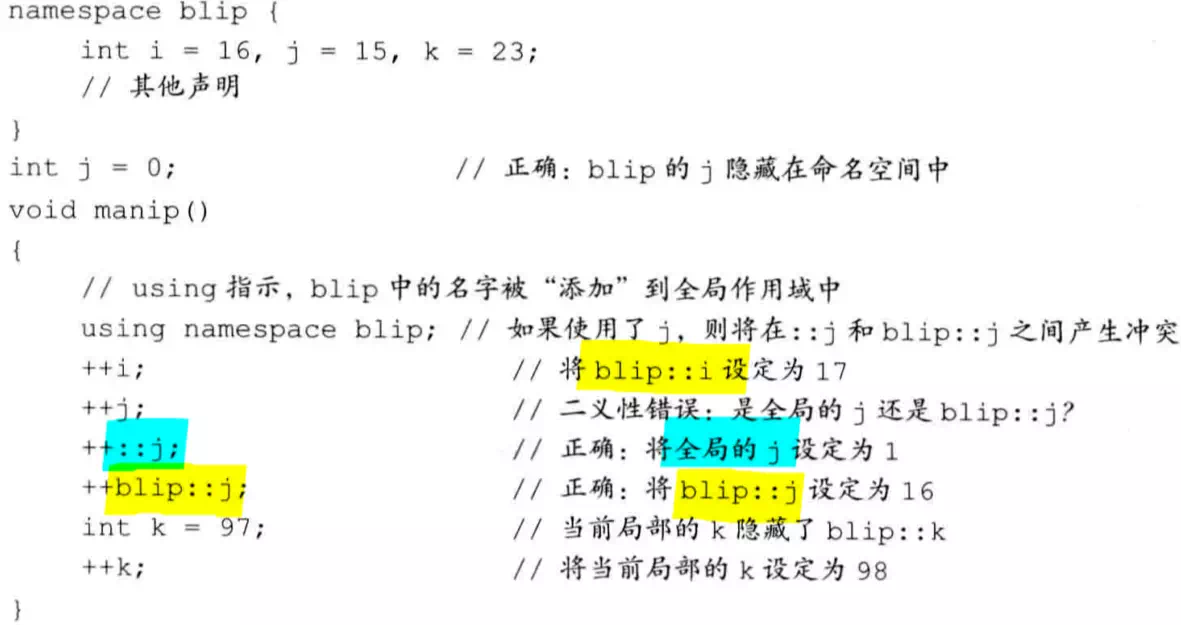 namespace blip {
int i = 16, j = 15, k = 23;
// 其他声明
}
int j = 0; // 正确：blip 的 j 隐藏在命名空间中
void manip()
{
// using 指示，blip 中的名字被“添加”到全局作用域中
using namespace blip; // 如果使用了 j，则将在::j 和 blip::j 之间产生冲突
++i; // 将 blip::i 设定为 17
++j; // 二义性错误：是全局的 j 还是 blip::j?
++::j; // 正确：将全局的 j 设定为 1
++blip::j; // 正确：将 blip::j 设定为 16
int k = 97; // 当前局部的 k 隐藏了 blip::k
++k; // 将当前局部的 k 设定为 98
}